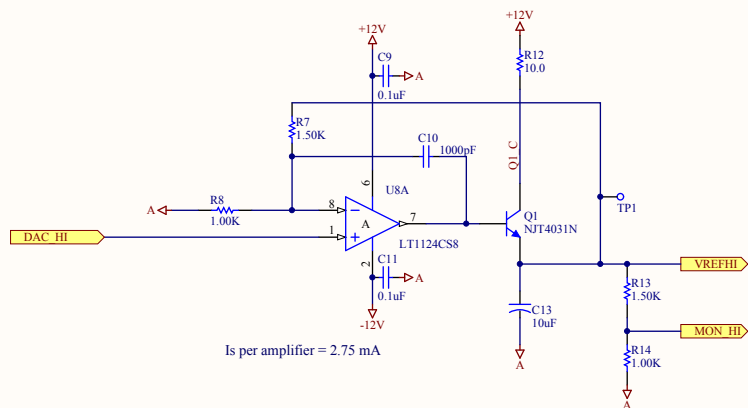 +12V
+12V
C9
A
0.1uF
R12
10.0
R7
1.50K
C10
1000pF
Q1_C
6
U8A
TP1
R8
A
1.00K
8
7
A
1
LT1124CS8
Q1
NJT4031N
DAC_HI
2
C11
A
0.1uF
VREFHI
R13
1.50K
C13
10uF
-12V
MON_HI
Is per amplifier = 2.75 mA
R14
1.00K
A
A